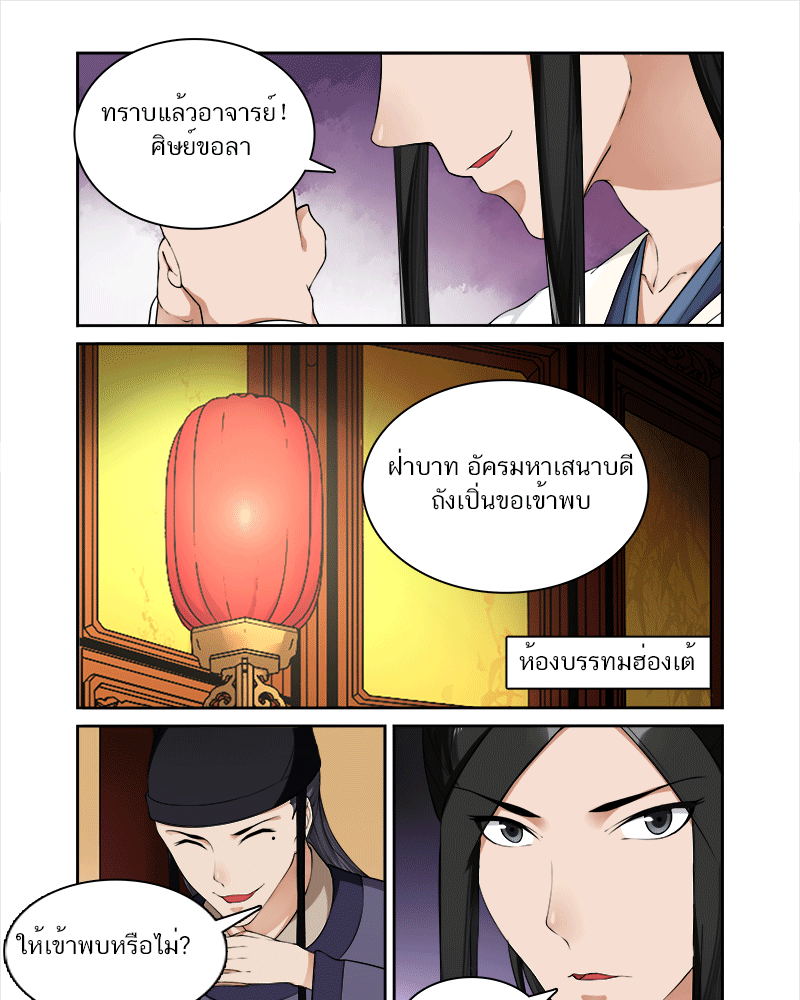 ทราบแล้วอาจารย์!
ศิษย์ขอลา
ฝ่าบาท อัครมหาเสนาบดี
ถังเปิ่นขอเข้าพบ
ห้องบรรทมฮ่องเต้
ให้เข้าพบหรือไม่?